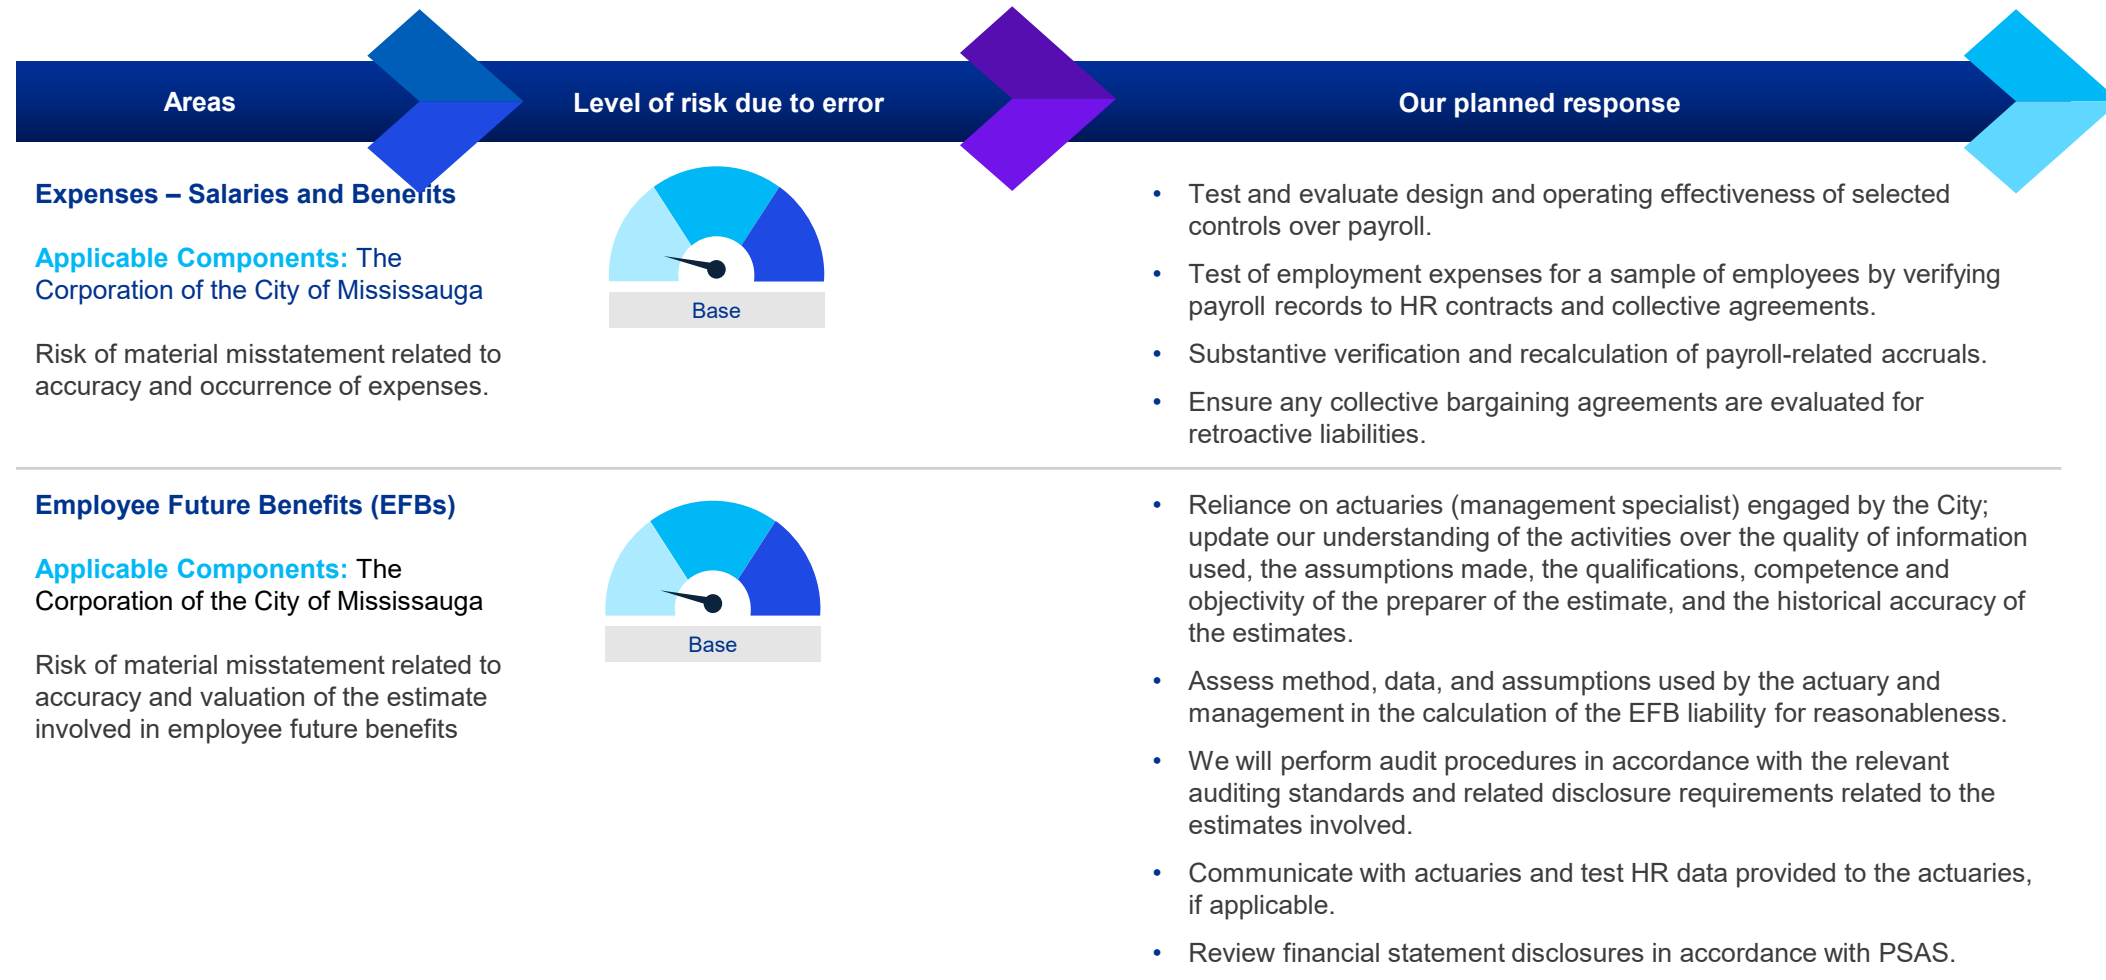 Areas
Level of risk due to error
Our planned response
Expenses – Salaries and Benefits
Applicable Components: The
Corporation of the City of Mississauga
Risk of material misstatement related to
accuracy and occurrence of expenses.
Base
• Test and evaluate design and operating effectiveness of selected
controls over payroll.
• Test of employment expenses for a sample of employees by verifying
payroll records to HR contracts and collective agreements.
• Substantive verification and recalculation of payroll-related accruals.
• Ensure any collective bargaining agreements are evaluated for
retroactive liabilities.
Employee Future Benefits (EFBs)
Applicable Components: The
Corporation of the City of Mississauga
Risk of material misstatement related to
accuracy and valuation of the estimate
involved in employee future benefits
Base
• Reliance on actuaries (management specialist) engaged by the City;
update our understanding of the activities over the quality of information
used, the assumptions made, the qualifications, competence and
objectivity of the preparer of the estimate, and the historical accuracy of
the estimates.
• Assess method, data, and assumptions used by the actuary and
management in the calculation of the EFB liability for reasonableness.
• We will perform audit procedures in accordance with the relevant
auditing standards and related disclosure requirements related to the
estimates involved.
• Communicate with actuaries and test HR data provided to the actuaries,
if applicable.
• Review financial statement disclosures in accordance with PSAS.